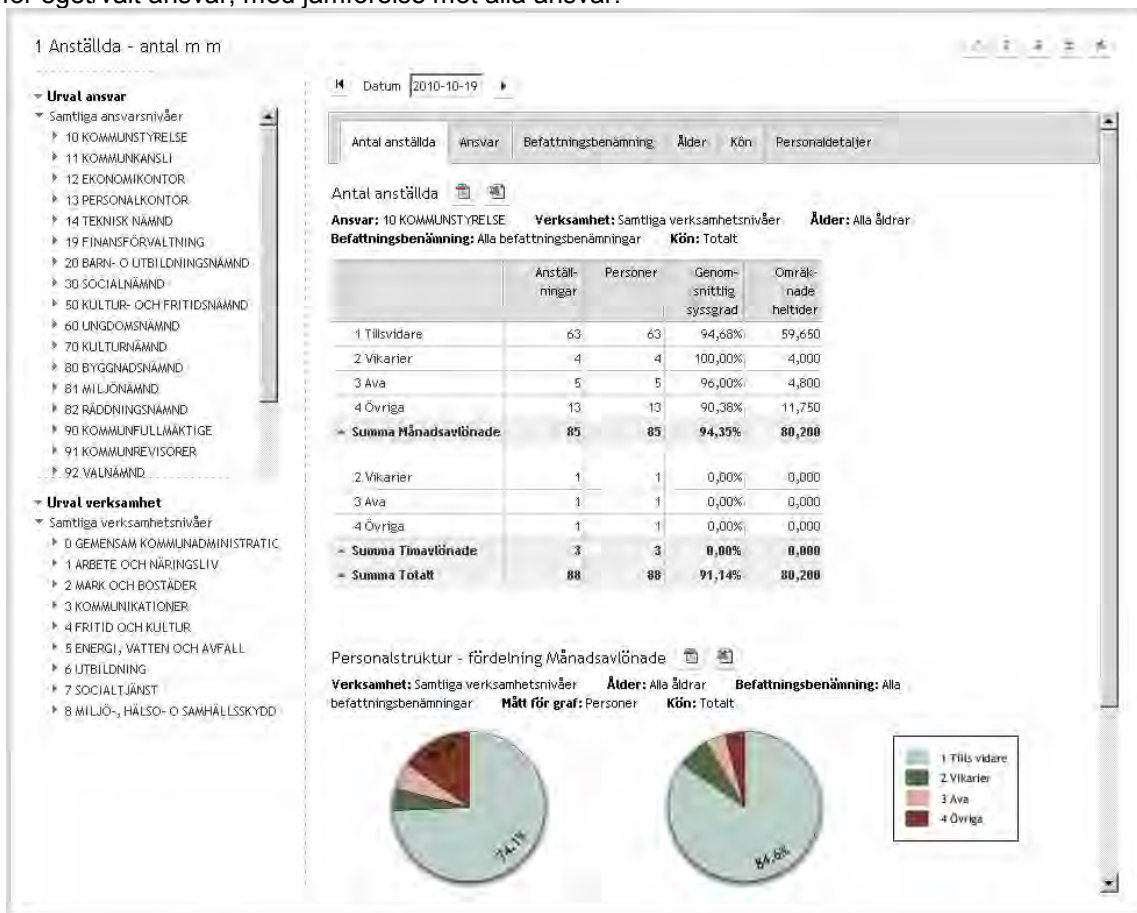 för eget/valt ansvar, med jämförelse mot alla ansvar.
1 Anställda - antal m m
Urval ansvar
Samtliga ansvarsnivåer
10 KOMMUNSTYRELSE
11 KOMMUNKANSLI
12 EKONOMIKONTOR
13 PERSONALKONTOR
14 TEKNISK NÄMND
19 FINANSFÖRVALTNING
20 BARN- O UTBILDNINGSNÄMND
30 SOCIALNÄMND
50 KULTUR- OCH FRITIDSNÄMND
60 UNGDOMSNÄMND
70 KULTURNÄMND
80 BYGGNADSNÄMND
81 MILJÖNÄMND
82 RÄDDNINGSNÄMND
90 KOMMUNFULLMÄKTIGE
91 KOMMUNREVISORER
92 VALNÄMND
Urval verksamhet
Samtliga verksamhetsnivåer
0 GEMENSAM KOMMUNADMINISTRATIC
1 ARBETE OCH NÄRINGSLIV
2 MARK OCH BOSTÄDER
3 KOMMUNIKATIONER
4 FRITID OCH KULTUR
5 ENERGI, VATTEN OCH AVFALL
6 UTBILDNING
7 SOCIALTJÄNST
8 MILJÖ-, HÄLSO- O SAMHÄLLSSKYDD
Datum 2010-10-19
Antal anställda Ansvar Befattningsbenämning Ålder Kön Personaldetaljer
Antal anställda
Ansvar: 10 KOMMUNSTYRELSE Verksamhet: Samtliga verksamhetsnivåer Ålder: Alla åldrar
Befattningsbenämning: Alla befattningsbenämningar Kön: Totalt
Anställ- Personer Genom- Omräk-
ningar snittlig nade
syssgrad heltider
1 Tillsvidare 63 63 94,68% 59,650
2 Vikarier 4 4 100,00% 4,000
3 Ava 5 5 96,00% 4,800
4 Övriga 13 13 90,38% 11,750
Summa Månadsavlönade 85 85 94,35% 80,200
2 Vikarier 1 1 0,00% 0,000
3 Ava 1 1 0,00% 0,000
4 Övriga 1 1 0,00% 0,000
Summa Timavlönade 3 3 0,00% 0,000
Summa Totalt 88 88 91,14% 80,200
Personalstruktur - fördelning Månadsavlönade
Verksamhet: Samtliga verksamhetsnivåer Ålder: Alla åldrar Befattningsbenämning: Alla
befattningsbenämningar Mått för graf: Personer Kön: Totalt
74,1%
84,6%
1 Tills vidare
2 Vikarier
3 Ava
4 Övriga